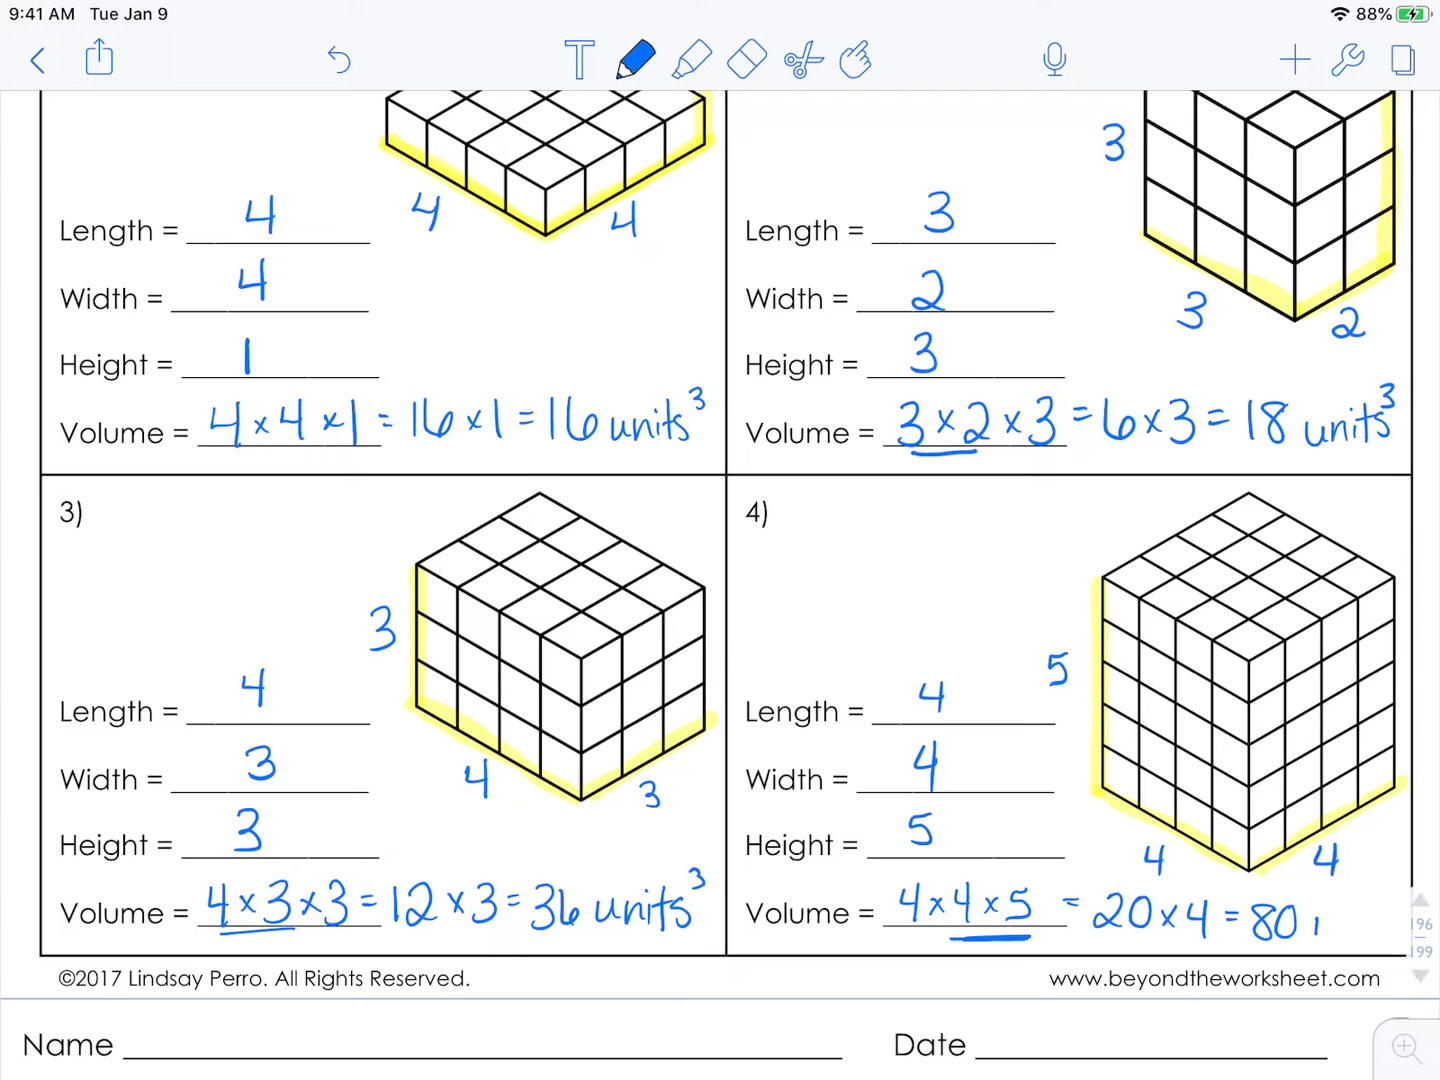 9:41 AM Tue Jan 9 88%
T
4 4
Length = 4
Width = 4
Height = 1
Volume = 4 × 4 × 1 = 16 × 1 = 16 units³
3
3 2
Length = 3
Width = 2
Height = 3
Volume = 3 × 2 × 3 = 6 × 3 = 18 units³
3)
3
4 3
Length = 4
Width = 3
Height = 3
Volume = 4 × 3 × 3 = 12 × 3 = 36 units³
4)
5
4 4
Length = 4
Width = 4
Height = 5
Volume = 4 × 4 × 5 = 20 × 4 = 80
196
199
©2017 Lindsay Perro. All Rights Reserved. www.beyondtheworksheet.com
Name Date